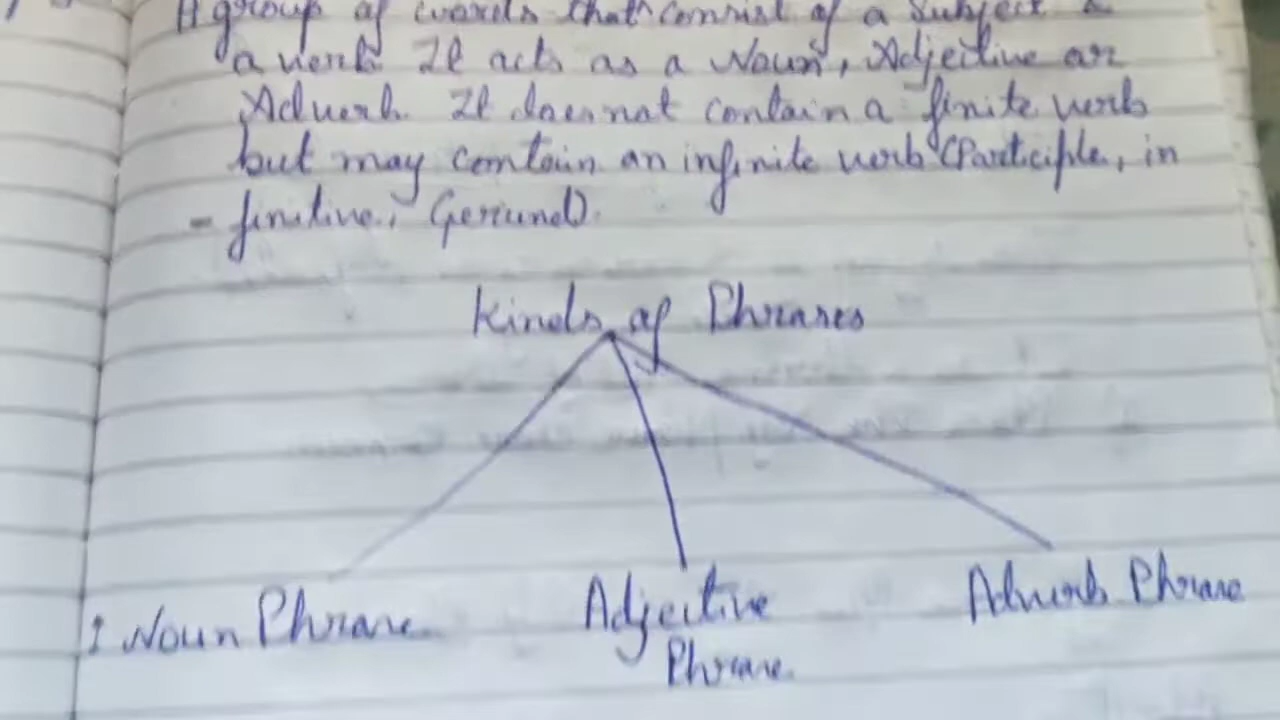 A group of words that consist of a Subject &
a verb. It acts as a Noun, Adjective or
Adverb. It does not contain a finite verb
but may contain an infinite verb (Participle, in
- finitive, Gerund).
Kinds of Phrases
1 Noun Phrase
Adjective
Phrase
Adverb Phrase